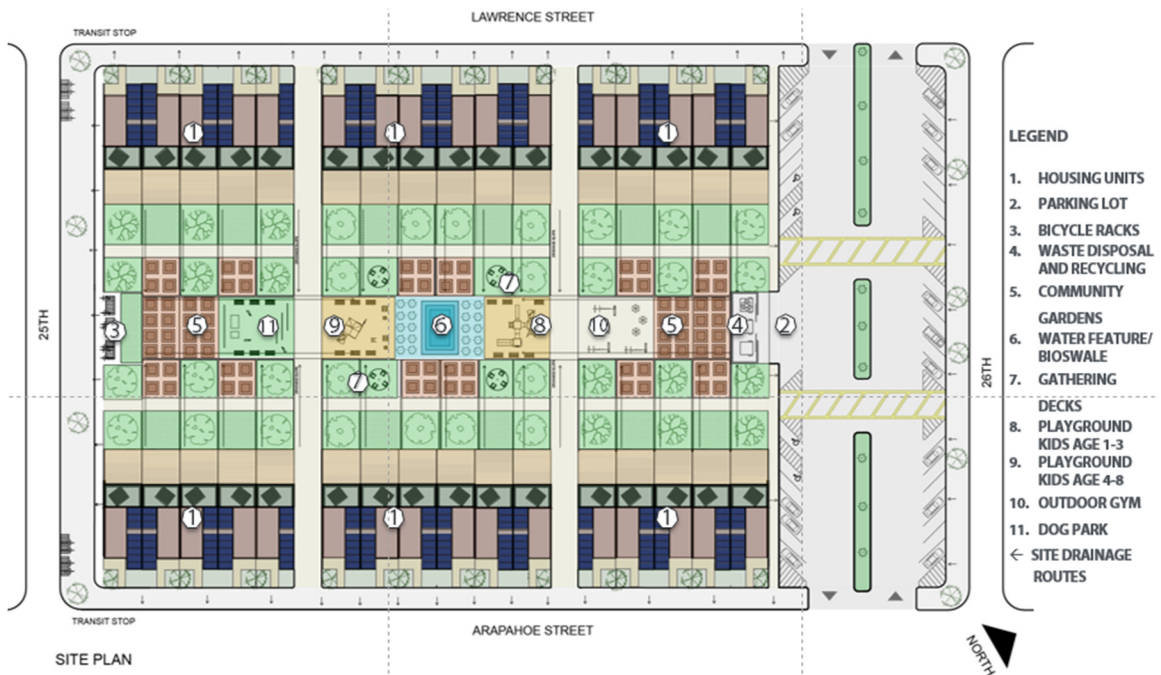 LAWRENCE STREET
TRANSIT STOP
1
1
1
7
3
5
11
9
6
8
10
5
4
2
7
1
1
1
25TH
26TH
LEGEND
1. HOUSING UNITS
2. PARKING LOT
3. BICYCLE RACKS
4. WASTE DISPOSAL
AND RECYCLING
5. COMMUNITY
GARDENS
6. WATER FEATURE/
BIOSWALE
7. GATHERING
DECKS
8. PLAYGROUND
KIDS AGE 1-3
9. PLAYGROUND
KIDS AGE 4-8
10. OUTDOOR GYM
11. DOG PARK
← SITE DRAINAGE
ROUTES
TRANSIT STOP
ARAPAHOE STREET
SITE PLAN
NORTH